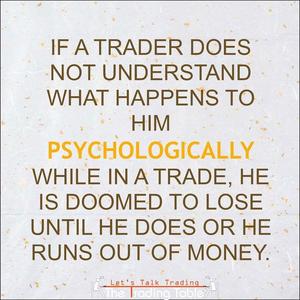 IF A TRADER DOES
NOT UNDERSTAND
WHAT HAPPENS TO
HIM
PSYCHOLOGICALLY
WHILE IN A TRADE, HE
IS DOOMED TO LOSE
UNTIL HE DOES OR HE
RUNS OUT OF MONEY.
Let's Talk Trading
The Trading Table